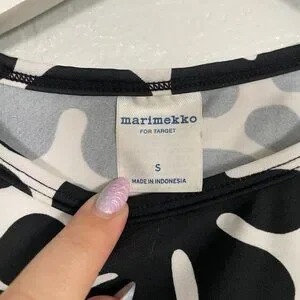 marimekko
FOR TARGET
S
MADE IN INDONESIA